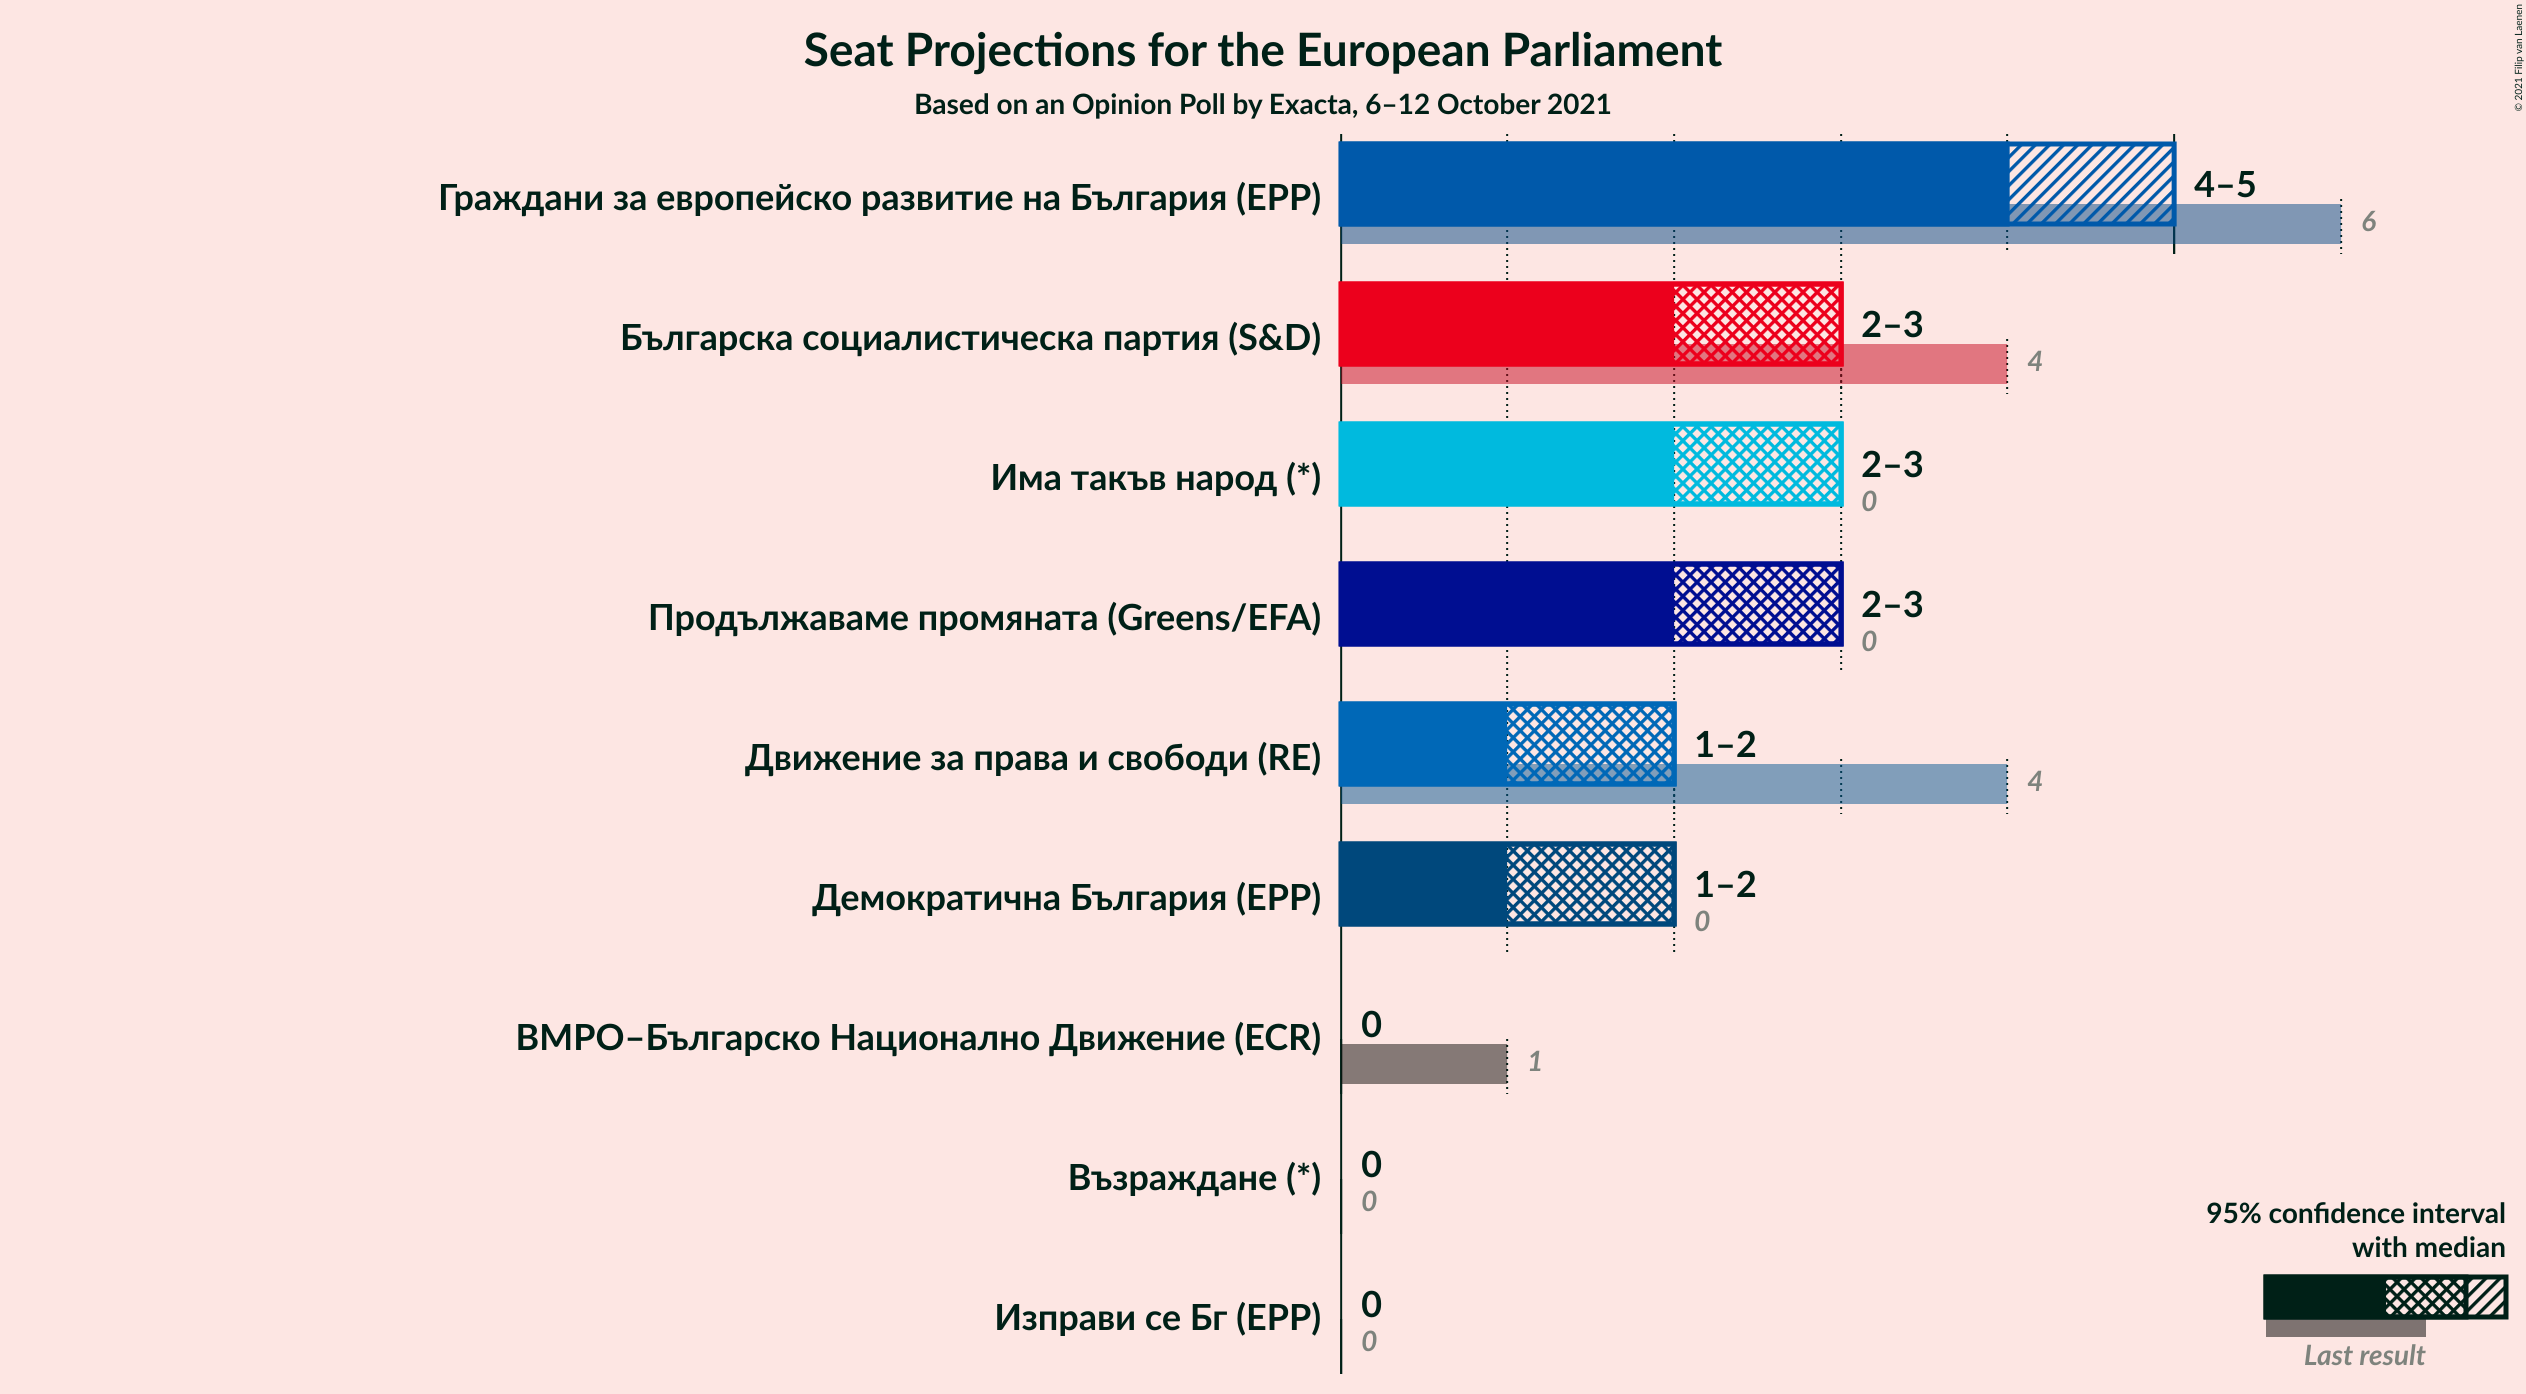 Seat Projections for the European Parliament
Based on an Opinion Poll by Exacta, 6–12 October 2021
© 2021 Filip van Laenen
Граждани за европейско развитие на България (EPP)
4–5
6
Българска социалистическа партия (S&D)
2–3
4
Има такъв народ (*)
2–3
0
Продължаваме промяната (Greens/EFA)
2–3
0
Движение за права и свободи (RE)
1–2
4
Демократична България (EPP)
1–2
0
ВМРО–Българско Национално Движение (ECR)
0
1
Възраждане (*)
0
0
Изправи се Бг (EPP)
0
0
95% confidence interval
with median
Last result